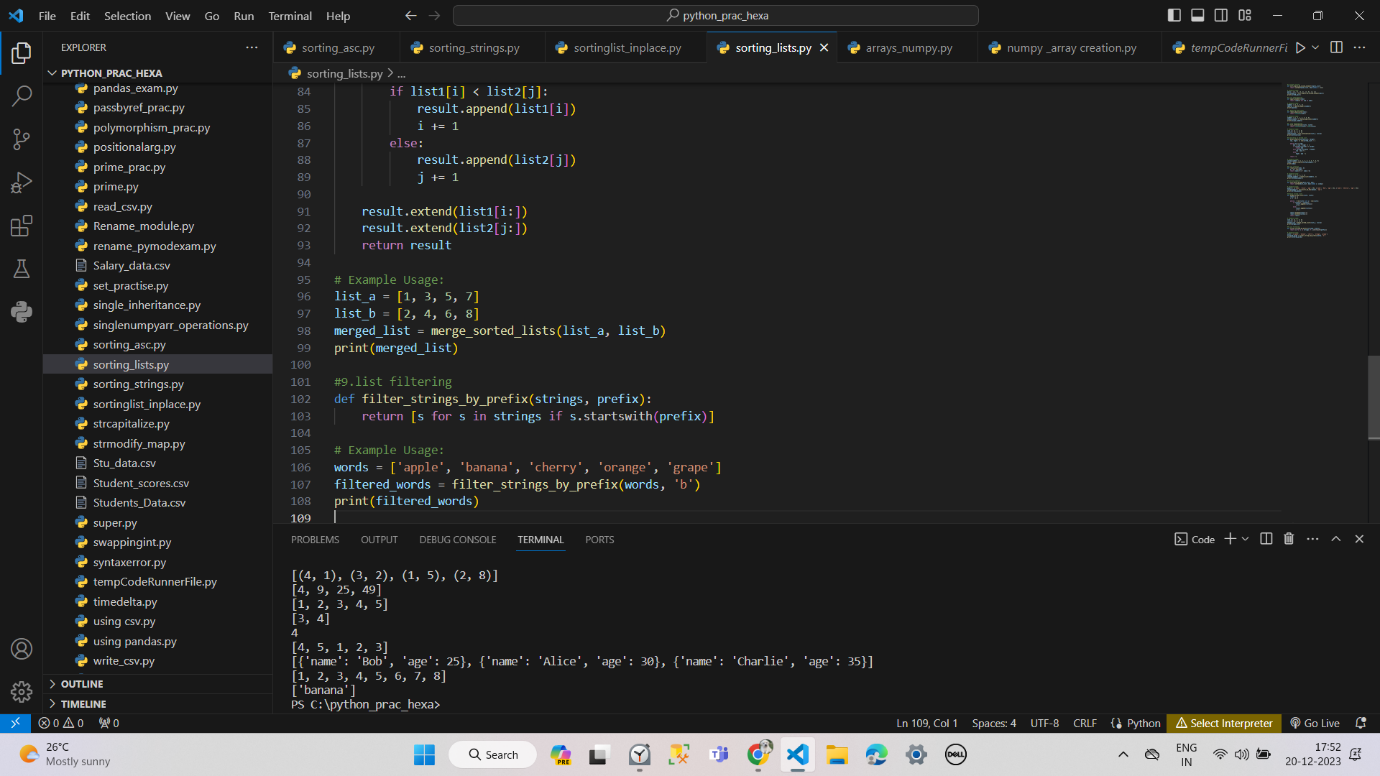 File Edit Selection View Go Run Terminal Help
python_prac_hexa
EXPLORER
PYTHON_PRAC_HEXA
pandas_exam.py
passbyref_prac.py
polymorphism_prac.py
positionalarg.py
prime_prac.py
prime.py
read_csv.py
Rename_module.py
rename_pymodexam.py
Salary_data.csv
set_practise.py
single_inheritance.py
singlenumpyarr_operations.py
sorting_asc.py
sorting_lists.py
sorting_strings.py
sortinglist_inplace.py
strcapitalize.py
strmodify_map.py
Stu_data.csv
Student_scores.csv
Students_Data.csv
super.py
swappingint.py
syntaxerror.py
tempCodeRunnerFile.py
timedelta.py
using csv.py
using pandas.py
write_csv.py
OUTLINE
TIMELINE
sorting_asc.py sorting_strings.py sortinglist_inplace.py sorting_lists.py arrays_numpy.py numpy _array creation.py tempCodeRunnerFi
sorting_lists.py > ...
84 if list1[i] < list2[j]:
85 result.append(list1[i])
86 i += 1
87 else:
88 result.append(list2[j])
89 j += 1
90
91 result.extend(list1[i:])
92 result.extend(list2[j:])
93 return result
94
95 # Example Usage:
96 list_a = [1, 3, 5, 7]
97 list_b = [2, 4, 6, 8]
98 merged_list = merge_sorted_lists(list_a, list_b)
99 print(merged_list)
100
101 #9.list filtering
102 def filter_strings_by_prefix(strings, prefix):
103 return [s for s in strings if s.startswith(prefix)]
104
105 # Example Usage:
106 words = ['apple', 'banana', 'cherry', 'orange', 'grape']
107 filtered_words = filter_strings_by_prefix(words, 'b')
108 print(filtered_words)
109
PROBLEMS OUTPUT DEBUG CONSOLE TERMINAL PORTS
Code
[(4, 1), (3, 2), (1, 5), (2, 8)]
[4, 9, 25, 49]
[1, 2, 3, 4, 5]
[3, 4]
4
[4, 5, 1, 2, 3]
[{'name': 'Bob', 'age': 25}, {'name': 'Alice', 'age': 30}, {'name': 'Charlie', 'age': 35}]
[1, 2, 3, 4, 5, 6, 7, 8]
['banana']
PS C:\python_prac_hexa>
0 0 0 Ln 109, Col 1 Spaces: 4 UTF-8 CRLF Python Select Interpreter Go Live
26°C
Mostly sunny
Search
PRE
DELL
ENG
IN
17:52
20-12-2023